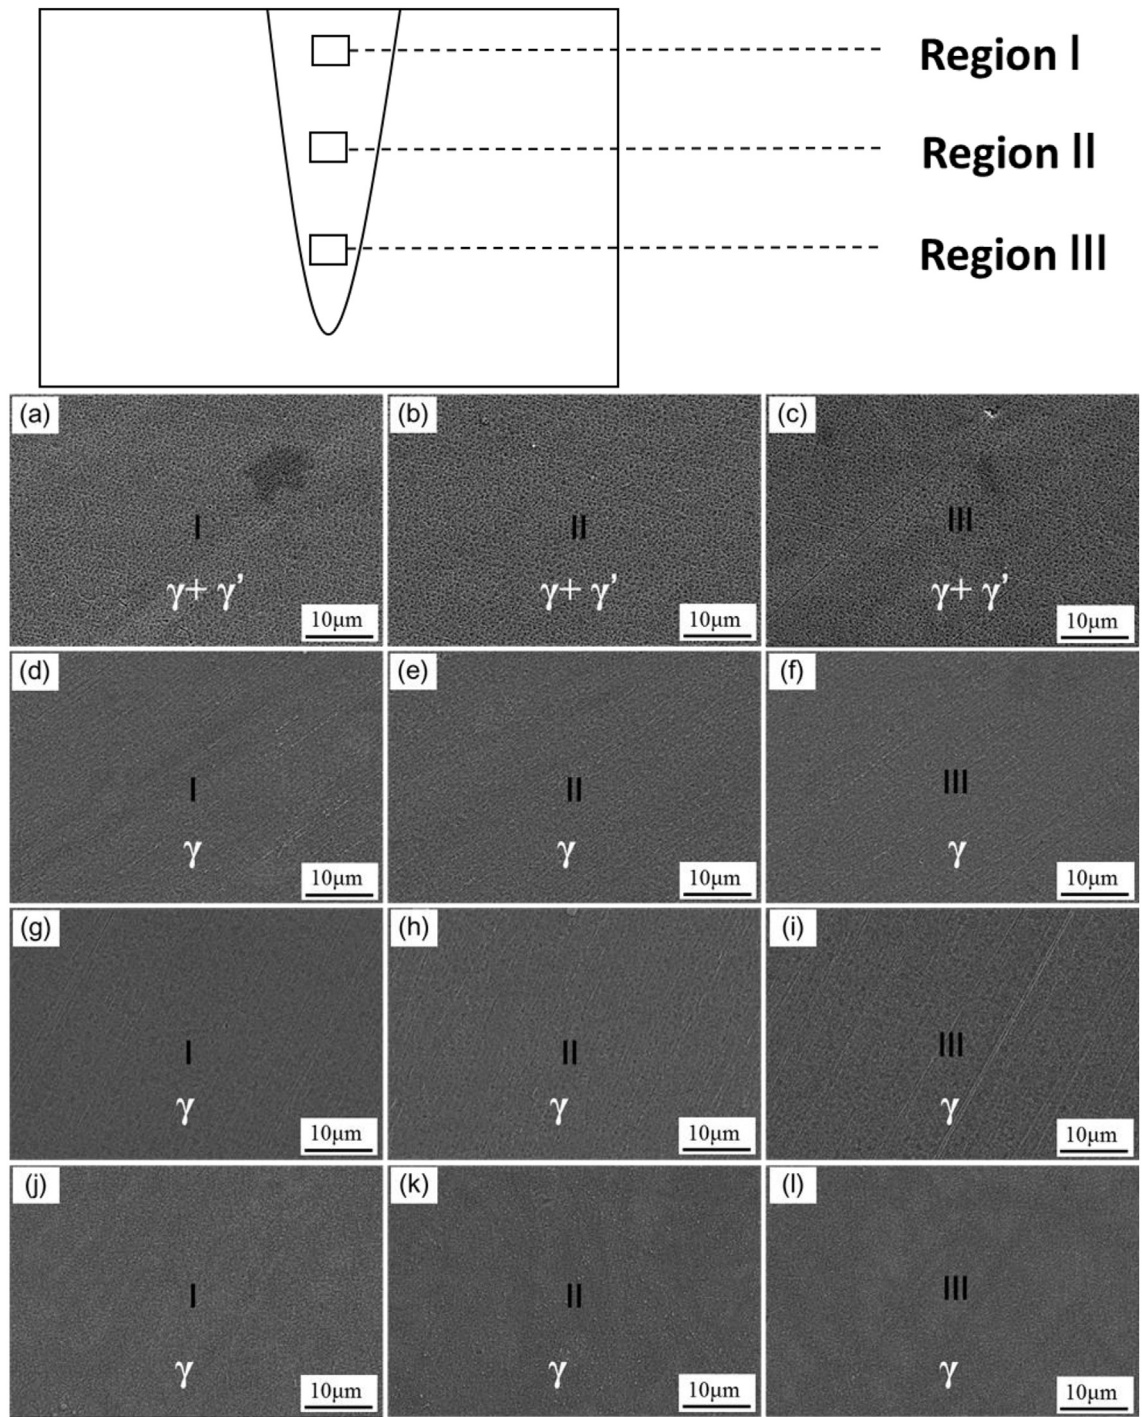 Region I
Region II
Region III
(a)
(b)
(c)
I
II
III
γ+ γ’
γ+ γ’
γ+ γ’
10μm
10μm
10μm
(d)
(e)
(f)
I
II
III
γ
γ
γ
10μm
10μm
10μm
(g)
(h)
(i)
I
II
III
γ
γ
γ
10μm
10μm
10μm
(j)
(k)
(l)
I
II
III
γ
γ
γ
10μm
10μm
10μm